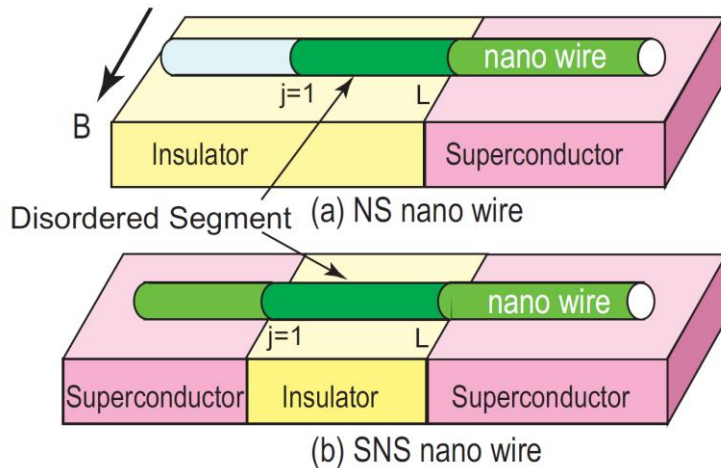 nano wire
j=1 L
B
Insulator Superconductor
Disordered Segment
(a) NS nano wire
nano wire
j=1 L
Superconductor Insulator Superconductor
(b) SNS nano wire